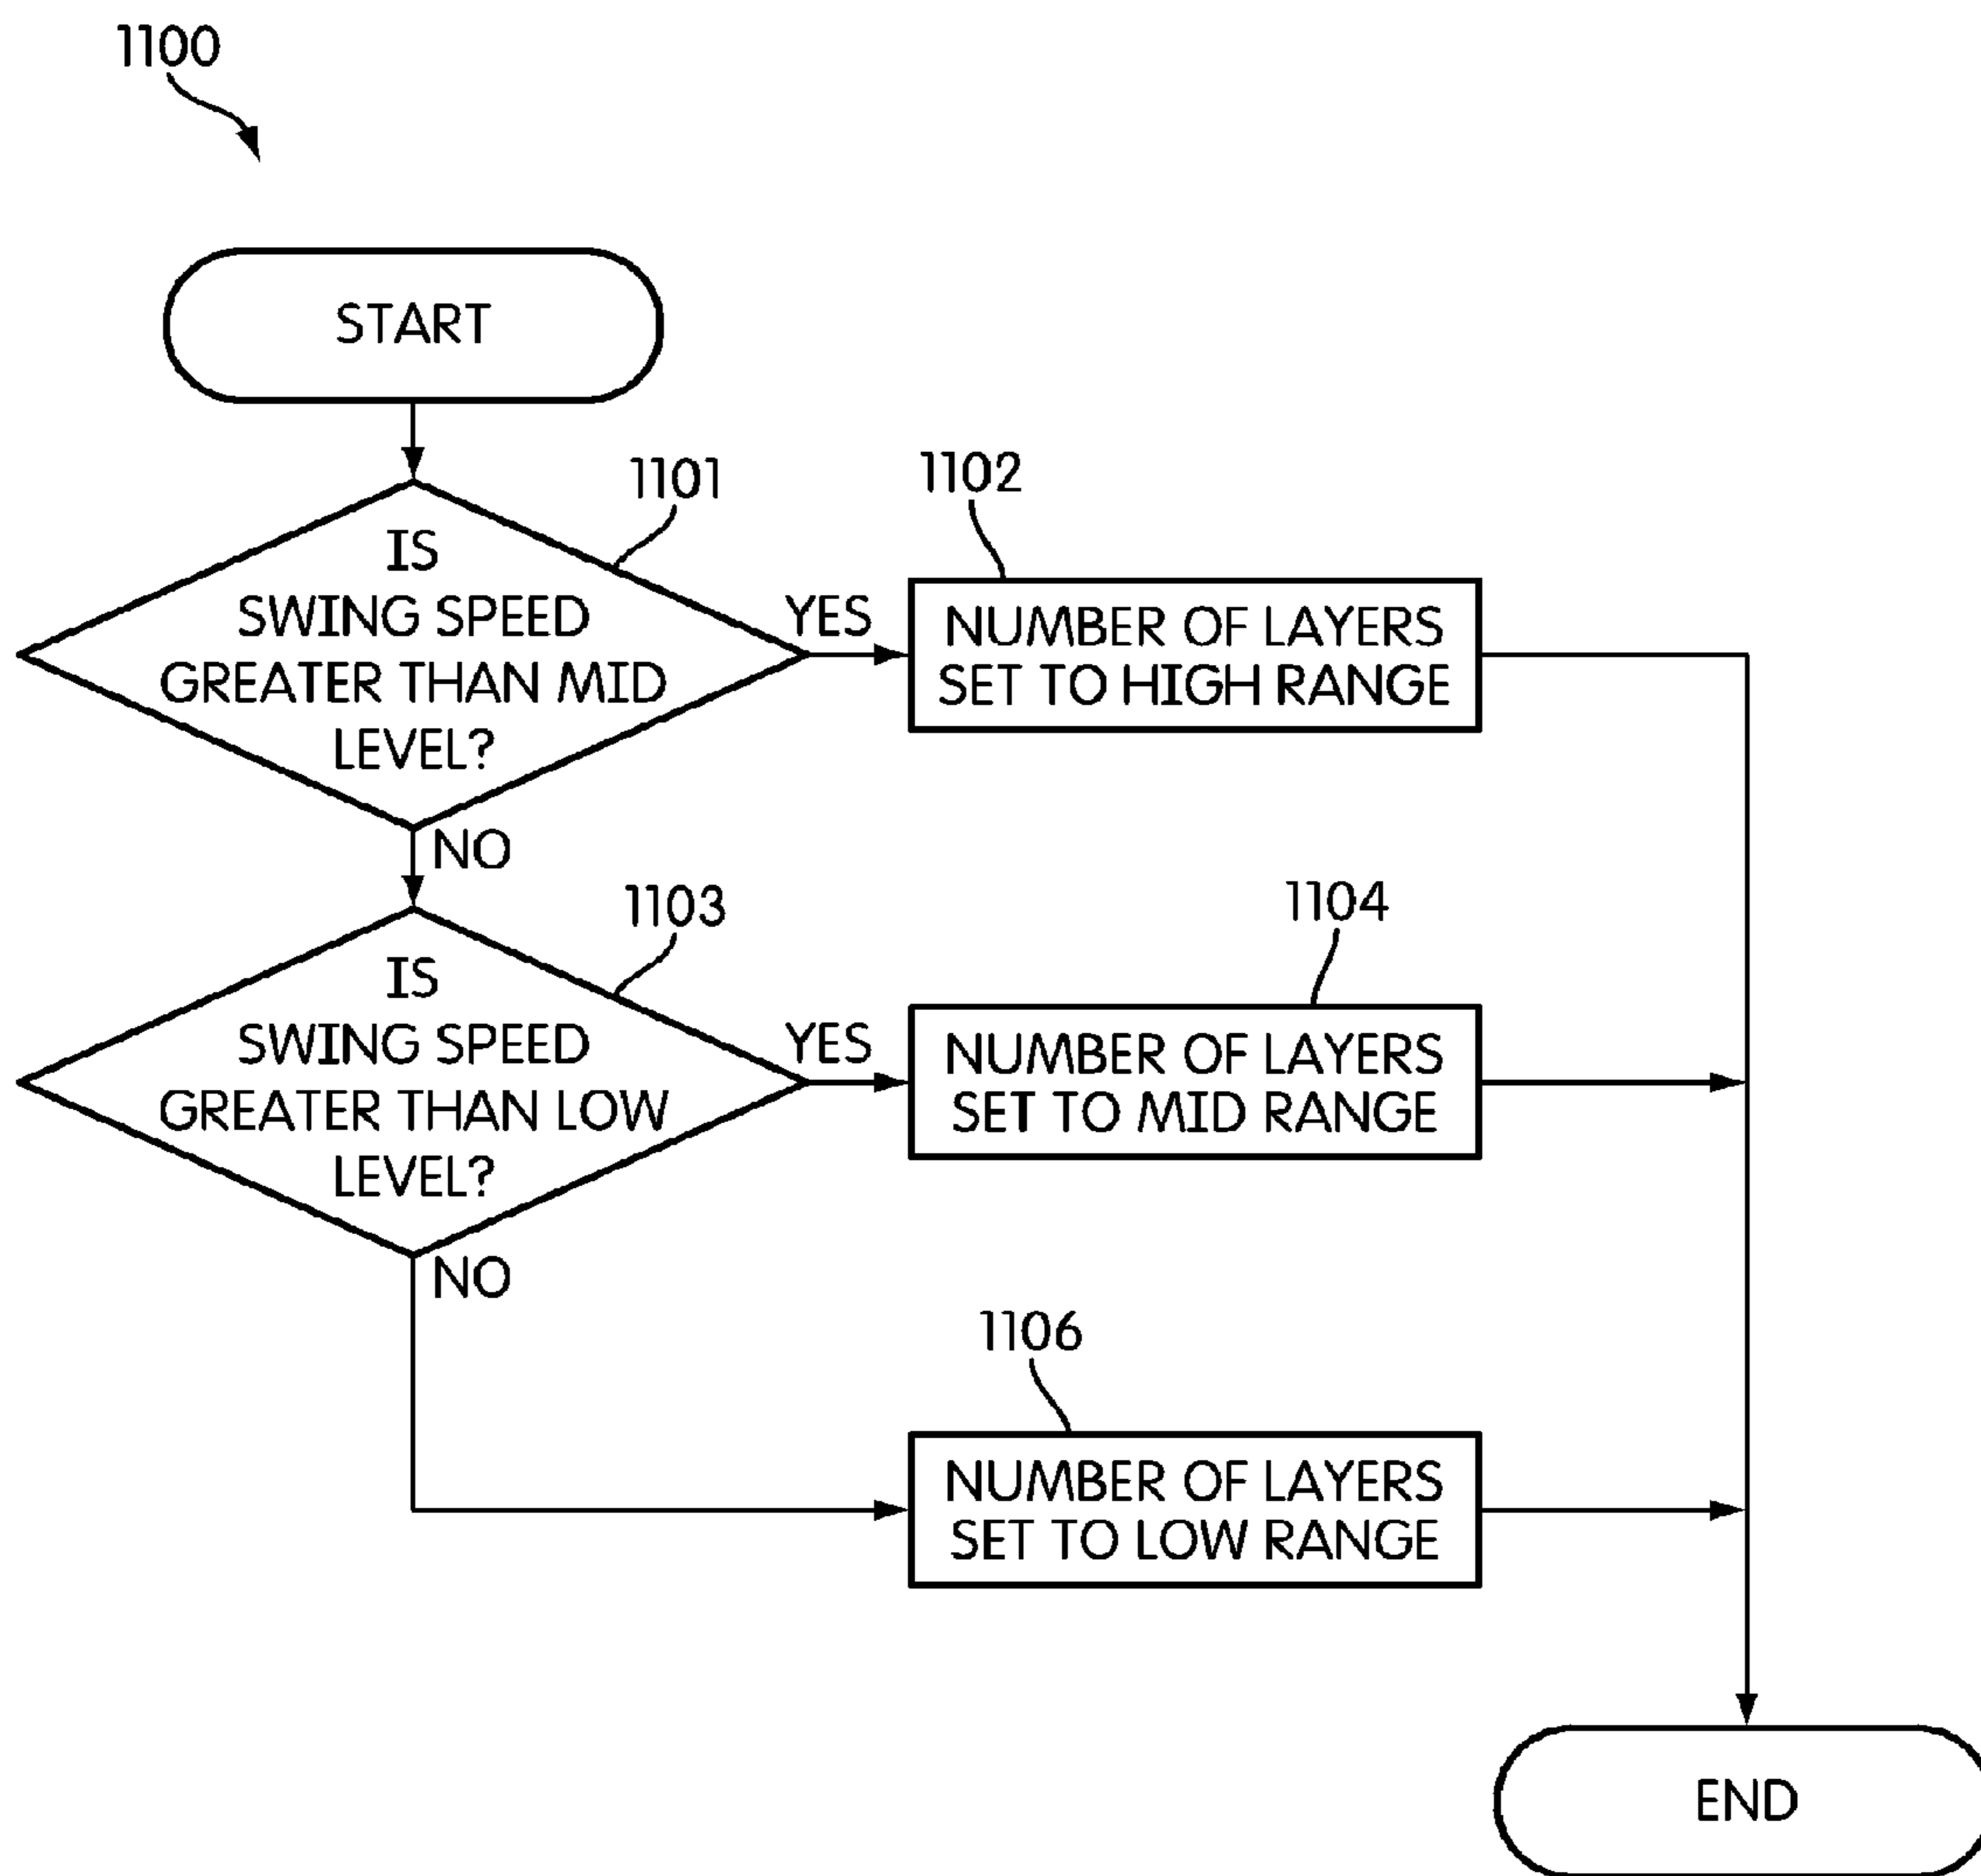 1100
START
1101
IS
SWING SPEED
GREATER THAN MID
LEVEL?
YES
1102
NUMBER OF LAYERS
SET TO HIGH RANGE
NO
1103
IS
SWING SPEED
GREATER THAN LOW
LEVEL?
YES
1104
NUMBER OF LAYERS
SET TO MID RANGE
NO
1106
NUMBER OF LAYERS
SET TO LOW RANGE
END